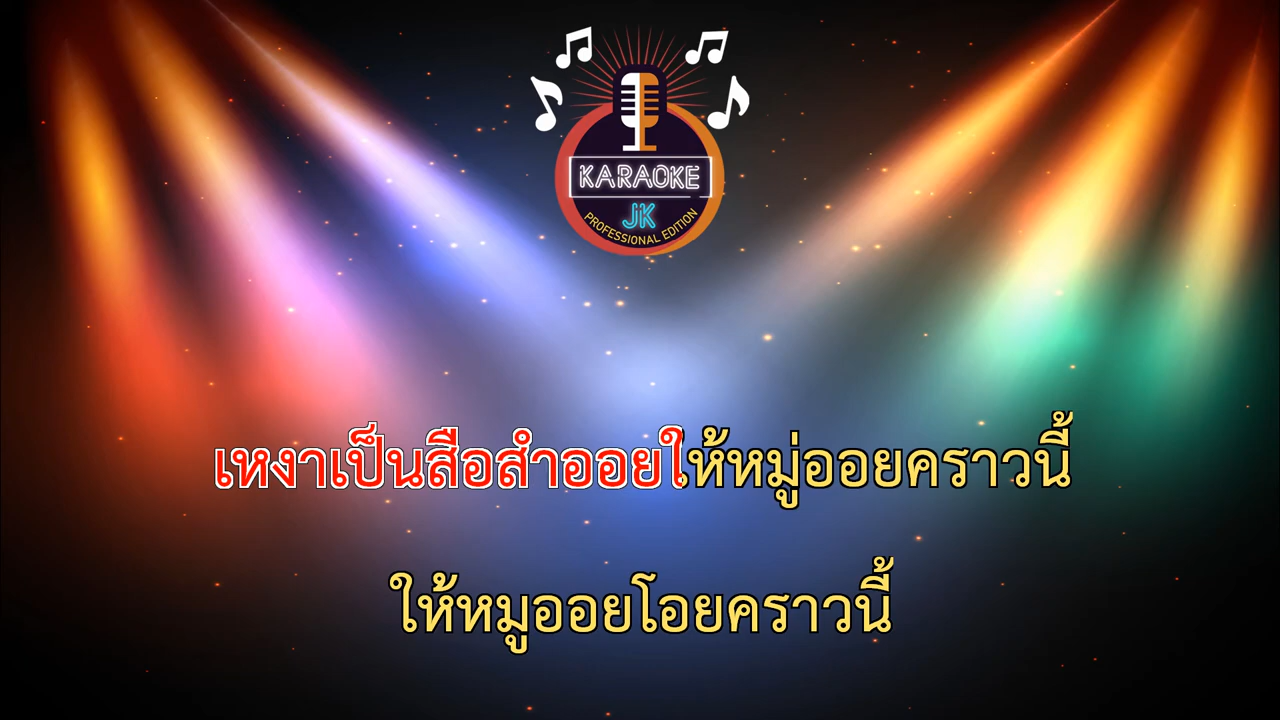 KARAOKE
JK
PROFESSIONAL EDITION
เหงาเป็นสือสำออยให้หมู่ออยคราวนี้
ให้หมูออยโอยคราวนี้